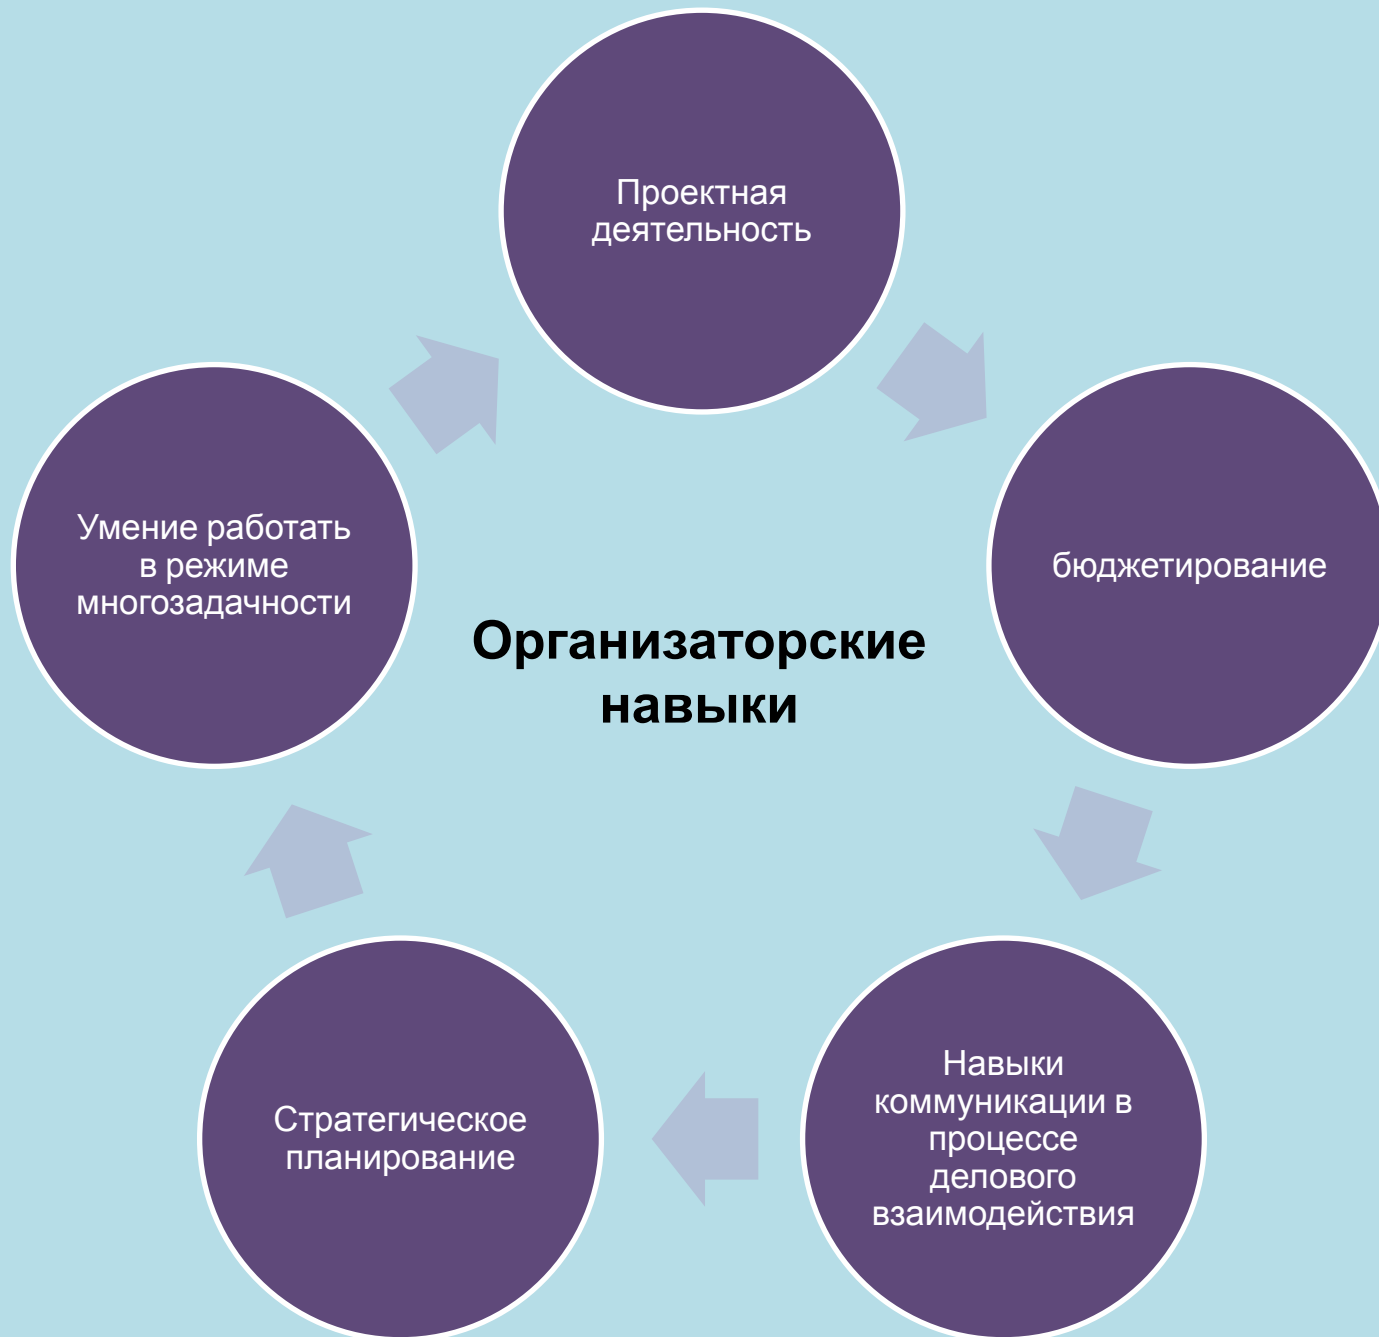 Проектная
деятельность
бюджетирование
Навыки
коммуникации в
процессе
делового
взаимодействия
Стратегическое
планирование
Умение работать
в режиме
многозадачности
Организаторские
навыки